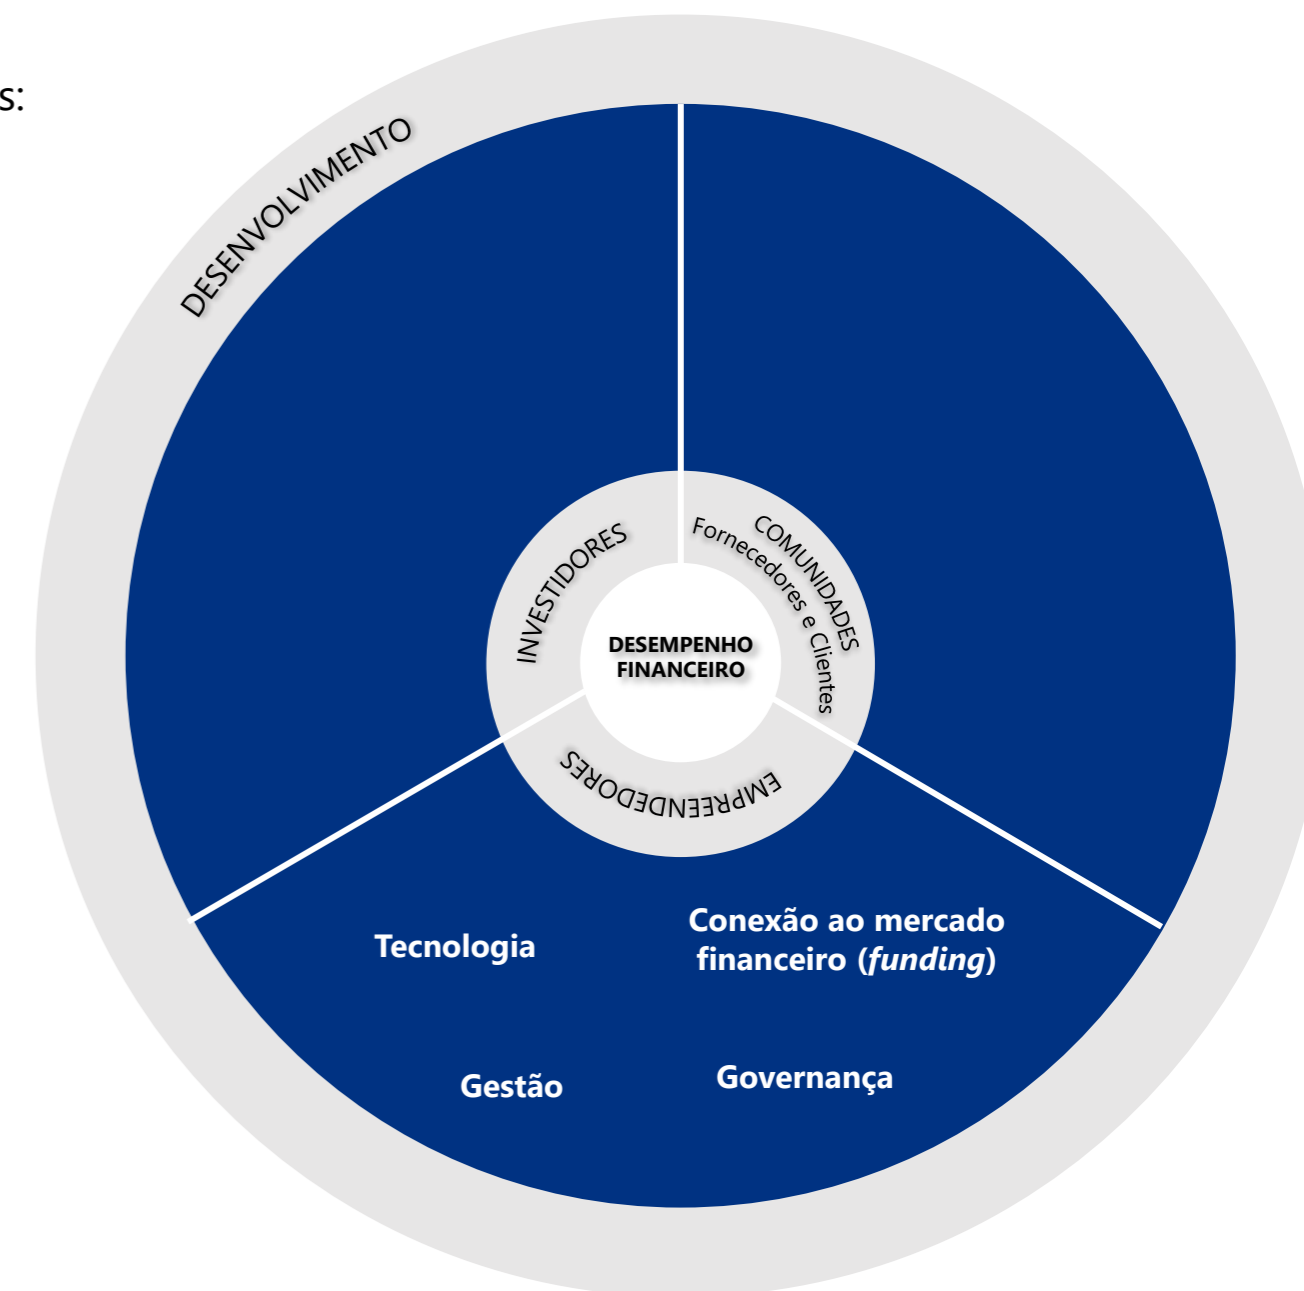 s:
DESENVOLVIMENTO
INVESTIDORES
COMUNIDADES
Fornecedores e Clientes
DESEMPENHO
FINANCEIRO
EMPREENDEDORES
Tecnologia
Conexão ao mercado
financeiro (funding)
Gestão
Governança